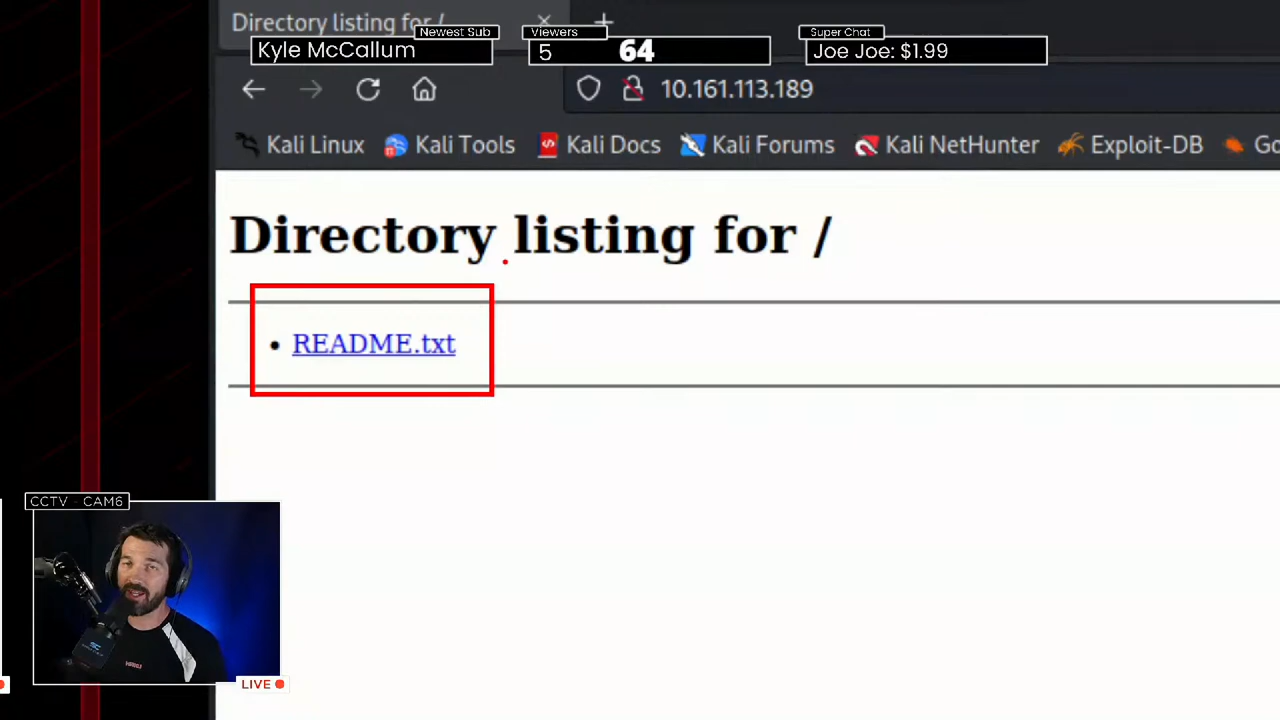 Directory listing for /
Newest Sub
Kyle McCallum
Viewers
5
64
Super Chat
Joe Joe: $1.99
10.161.113.189
Kali Linux
Kali Tools
Kali Docs
Kali Forums
Kali NetHunter
Exploit-DB
Go
Directory listing for /
README.txt
CCTV - CAM6
LIVE